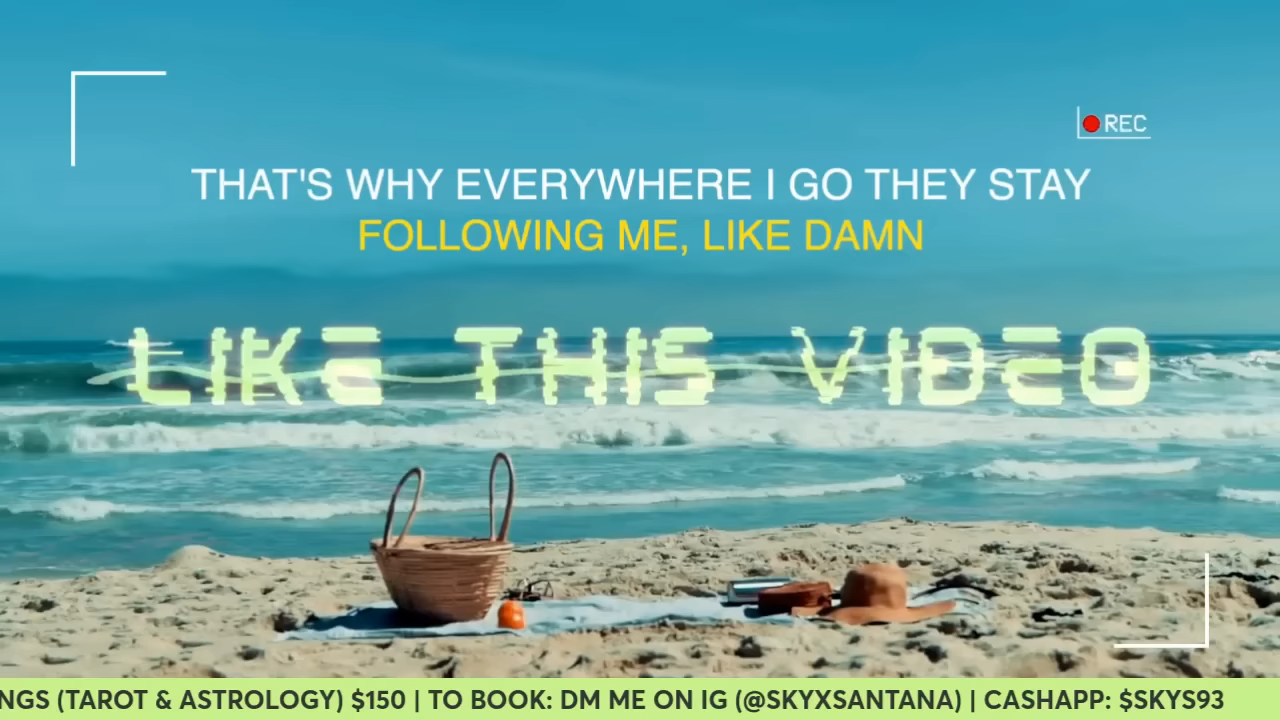 REC
THAT'S WHY EVERYWHERE I GO THEY STAY
FOLLOWING ME, LIKE DAMN
LIKE THIS VIDEO
NGS (TAROT & ASTROLOGY) $150 | TO BOOK: DM ME ON IG (@SKYXSANTANA) | CASHAPP: $SKYS93